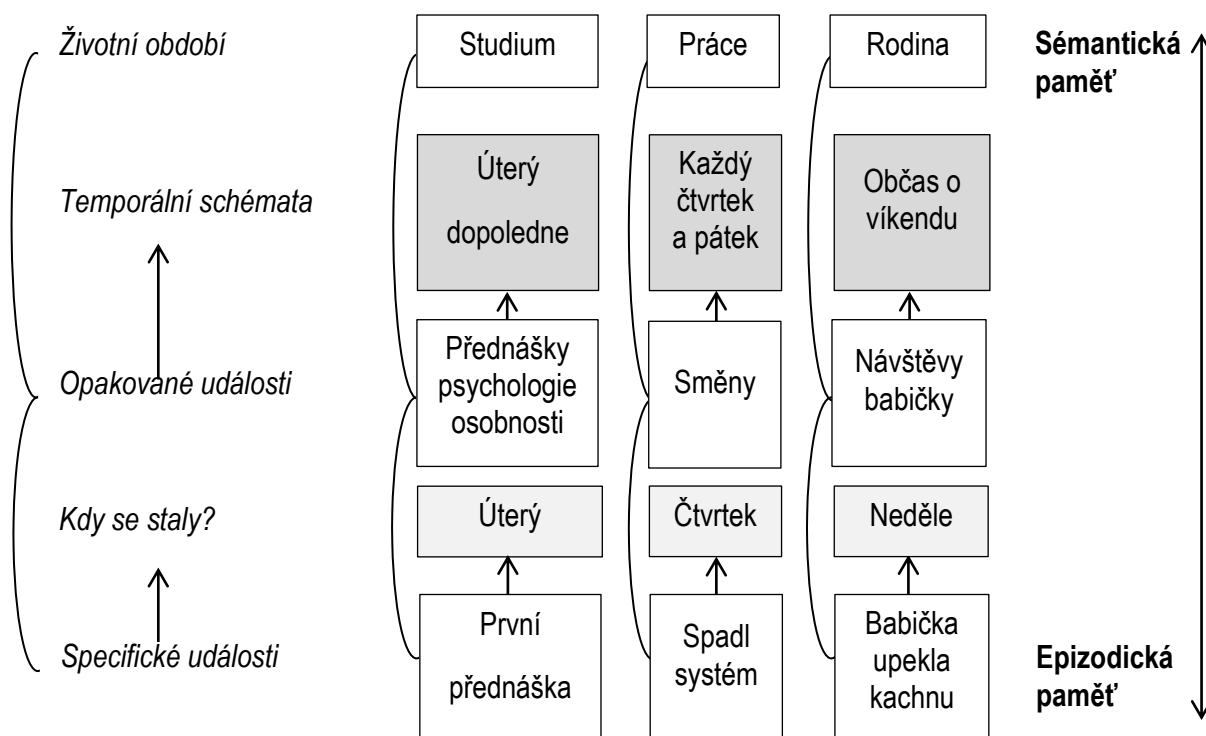 Životní období
Studium
Práce
Rodina
Sémantická
paměť
Temporální schémata
Úterý
dopoledne
Každý
čtvrtek
a pátek
Občas o
víkendu
Opakované události
Přednášky
psychologie
osobnosti
Směny
Návštěvy
babičky
Kdy se staly?
Úterý
Čtvrtek
Neděle
Specifické události
První
přednáška
Spadl
systém
Babička
upekla
kachnu
Epizodická
paměť